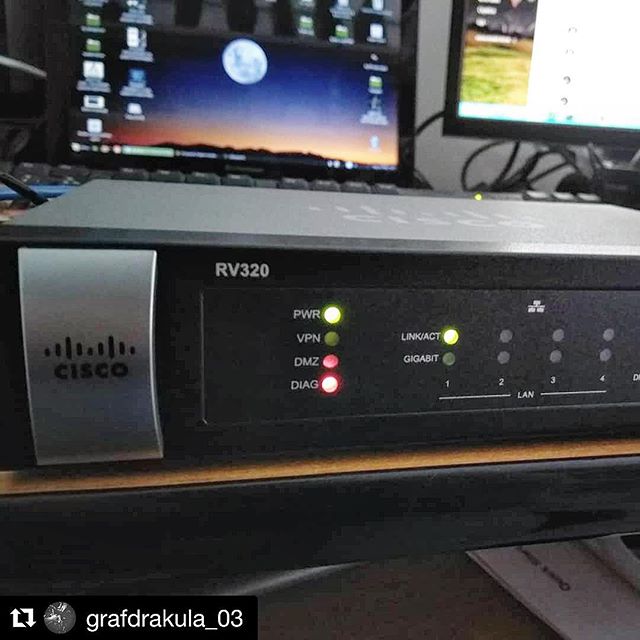 RV320
PWR
VPN
DMZ
DIAG
LINK/ACT
GIGABIT
1 2 3 4
LAN
CISCO
grafdrakula_03